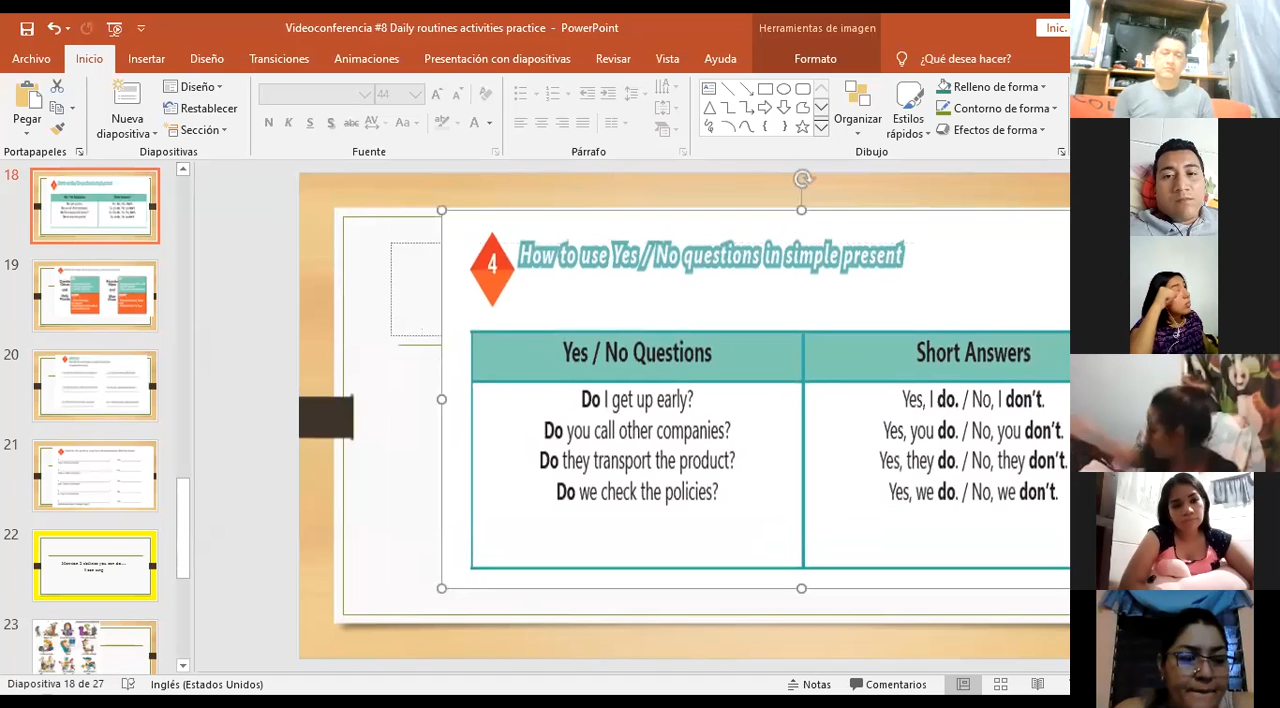 Videoconferencia #8 Daily routines activities practice - PowerPoint
Herramientas de imagen
Inic.
Archivo Inicio Insertar Diseño Transiciones Animaciones Presentación con diapositivas Revisar Vista Ayuda Formato ¿Qué desea hacer?
Pegar
Nueva diapositiva
Diseño
Restablecer
Sección
44
N K S S abc AV Aa A
Organizar
Estilos rápidos
Relleno de forma
Contorno de forma
Efectos de forma
Portapapeles Diapositivas Fuente Párrafo Dibujo
18
19
20
21
22
23
4 How to use Yes / No questions in simple present
Yes / No Questions Short Answers
Do I get up early? Yes, I do. / No, I don't.
Do you call other companies? Yes, you do. / No, you don't.
Do they transport the product? Yes, they do. / No, they don't.
Do we check the policies? Yes, we do. / No, we don't.
Diapositiva 18 de 27 Inglés (Estados Unidos) Notas Comentarios